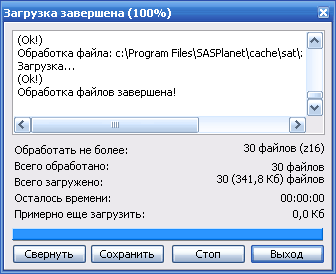 Загрузка завершена (100%)
(Ok!)
Обработка файла: c:\Program Files\SASPlanet\cache\sat\
Загрузка...
(Ok!)
Обработка файлов завершена!
Обработать не более: 30 файлов (z16)
Всего обработано: 30 файлов
Всего загружено: 30 (341,8 Кб) файлов
Осталось времени: 00:00:00
Примерно еще загрузить: 0,0 Кб
Свернуть Сохранить Стоп Выход